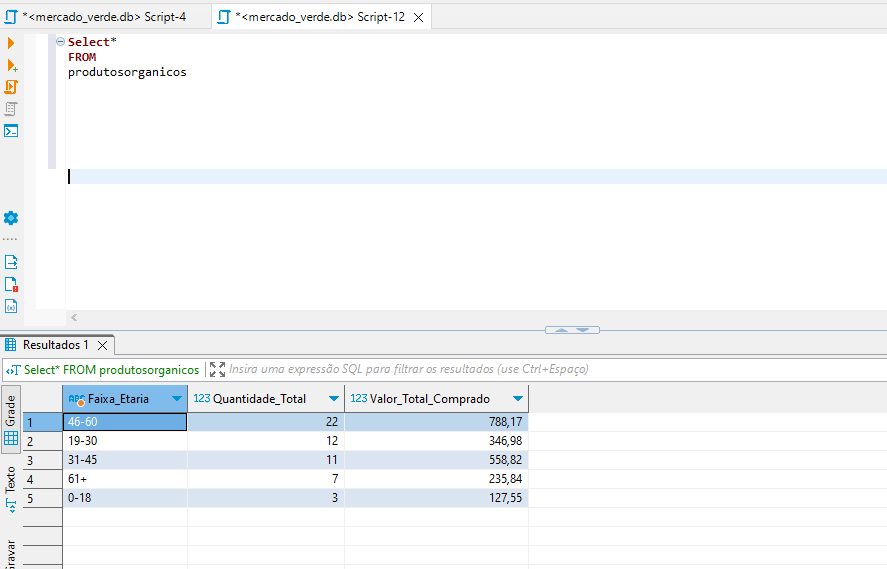 *<mercado_verde.db> Script-4
*<mercado_verde.db> Script-12
Select*
FROM
produtosorganicos
Resultados 1
Select* FROM produtosorganicos
Insira uma expressão SQL para filtrar os resultados (use Ctrl+Espaço)
Grade
Texto
ABC Faixa_Etaria 123 Quantidade_Total 123 Valor_Total_Comprado
1 46-60 22 788,17
2 19-30 12 346,98
3 31-45 11 558,82
4 61+ 7 235,84
5 0-18 3 127,55